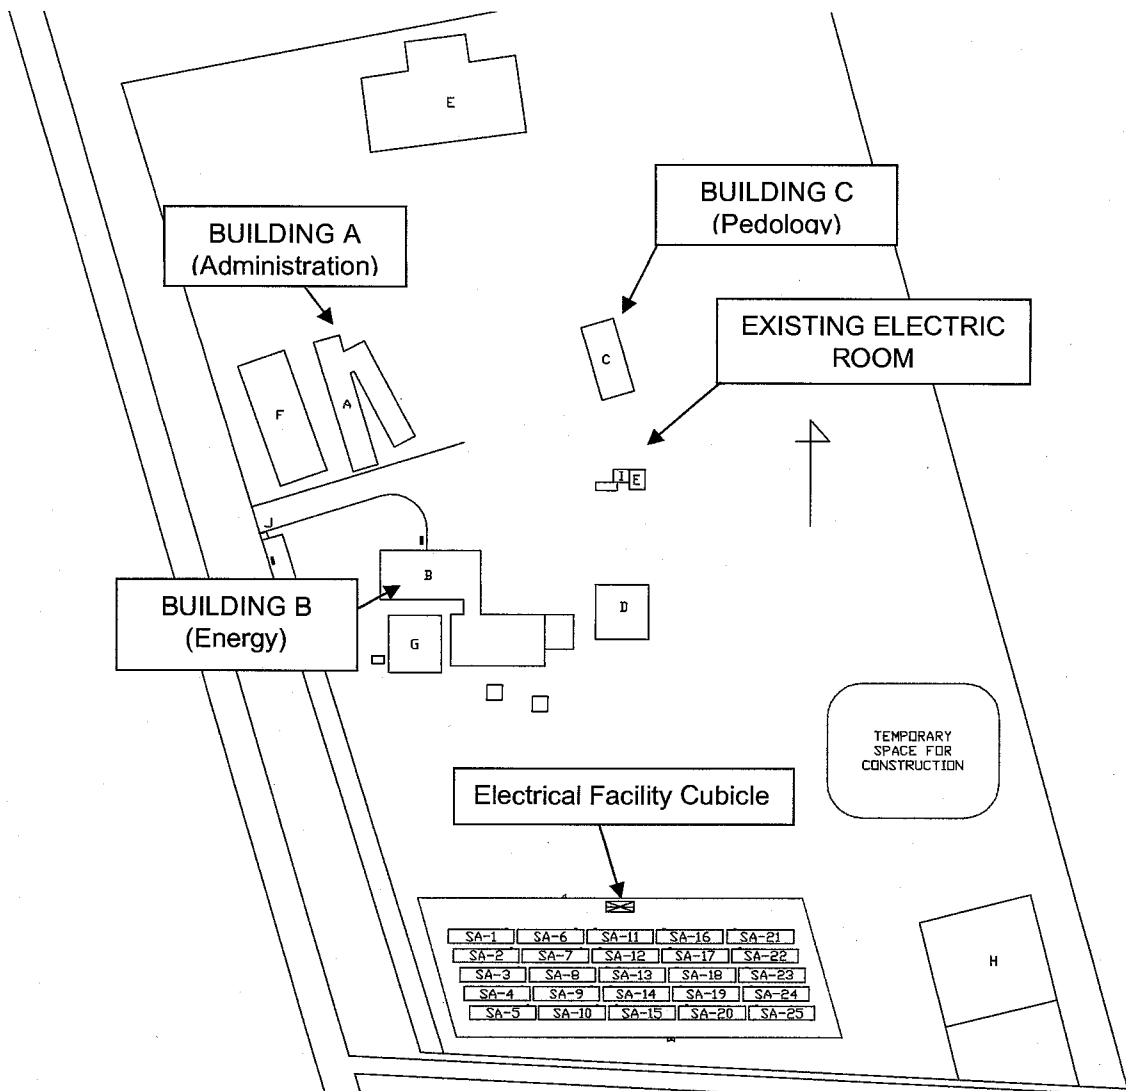 E
BUILDING C
(Pedology)
BUILDING A
(Administration)
EXISTING ELECTRIC
ROOM
C
A
F
I E
J
B
BUILDING B
(Energy)
D
G
TEMPORARY
SPACE FOR
CONSTRUCTION
Electrical Facility Cubicle
SA-1 SA-6 SA-11 SA-16 SA-21
SA-2 SA-7 SA-12 SA-17 SA-22
SA-3 SA-8 SA-13 SA-18 SA-23
SA-4 SA-9 SA-14 SA-19 SA-24
SA-5 SA-10 SA-15 SA-20 SA-25
H